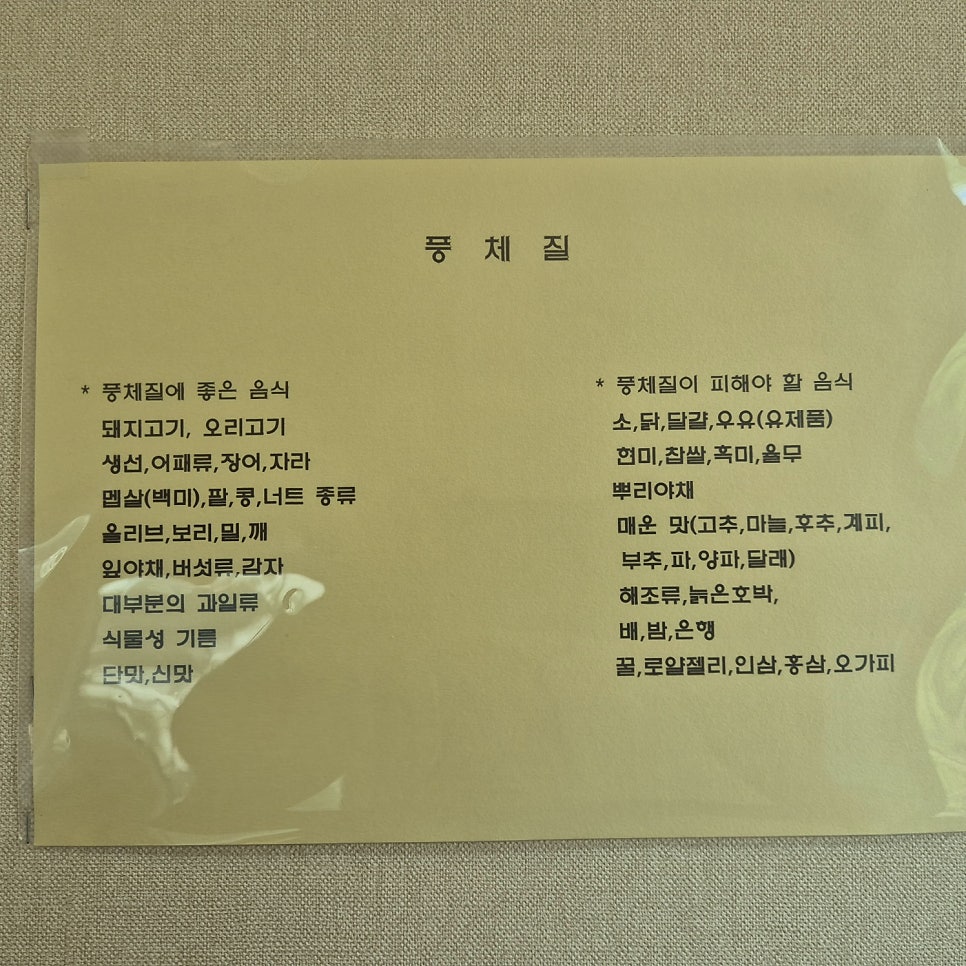 풍 체 질
* 풍체질에 좋은 음식
돼지고기, 오리고기
생선,어패류,장어,자라
멥살(백미),팥,콩,너트 종류
올리브,보리,밀,깨
잎야채,버섯류,감자
대부분의 과일류
식물성 기름
단맛,신맛
* 풍체질이 피해야 할 음식
소,닭,달걀,우유(유제품)
현미,찹쌀,흑미,율무
뿌리야채
매운 맛(고추,마늘,후추,계피,
부추,파,양파,달래)
해조류,늙은호박,
배,밤,은행
꿀,로얄젤리,인삼,홍삼,오가피